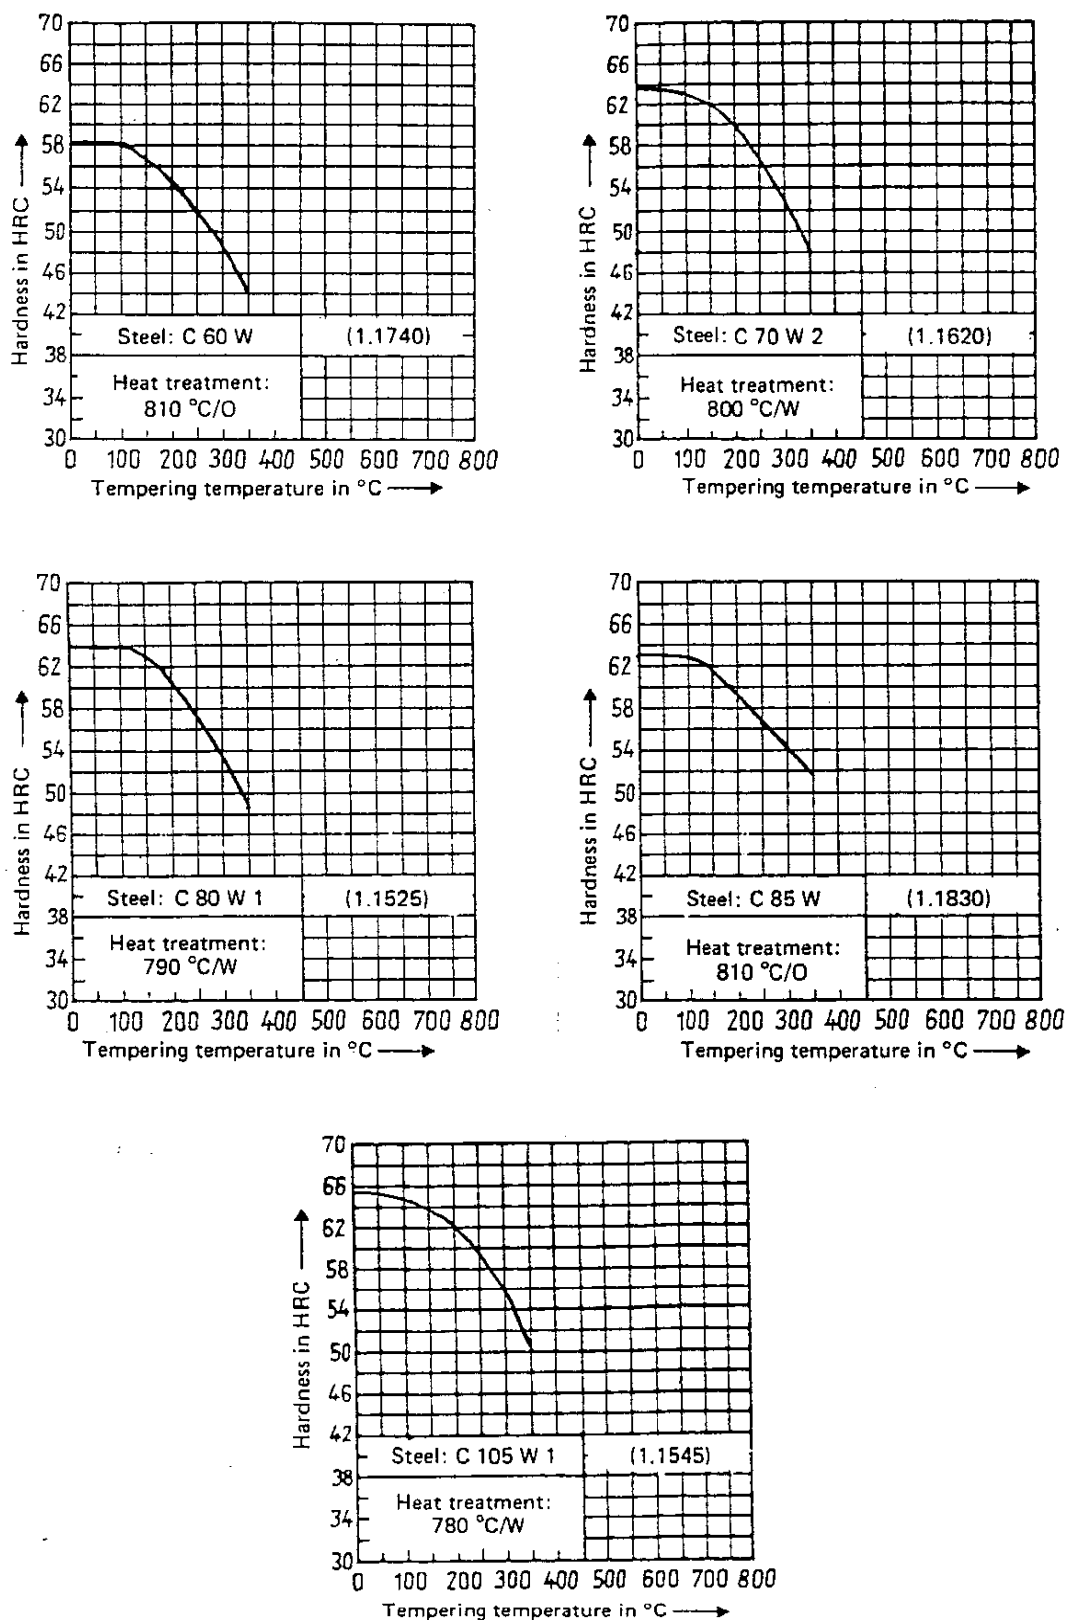 70
66
62
58
54
50
46
42
38
34
30
Hardness in HRC
Steel: C 60 W (1.1740)
Heat treatment:
810 °C/O
0 100 200 300 400 500 600 700 800
Tempering temperature in °C
70
66
62
58
54
50
46
42
38
34
30
Hardness in HRC
Steel: C 70 W 2 (1.1620)
Heat treatment:
800 °C/W
0 100 200 300 400 500 600 700 800
Tempering temperature in °C
70
66
62
58
54
50
46
42
38
34
30
Hardness in HRC
Steel: C 80 W 1 (1.1525)
Heat treatment:
790 °C/W
0 100 200 300 400 500 600 700 800
Tempering temperature in °C
70
66
62
58
54
50
46
42
38
34
30
Hardness in HRC
Steel: C 85 W (1.1830)
Heat treatment:
810 °C/O
0 100 200 300 400 500 600 700 800
Tempering temperature in °C
70
66
62
58
54
50
46
42
38
34
30
Hardness in HRC
Steel: C 105 W 1 (1.1545)
Heat treatment:
780 °C/W
0 100 200 300 400 500 600 700 800
Tempering temperature in °C